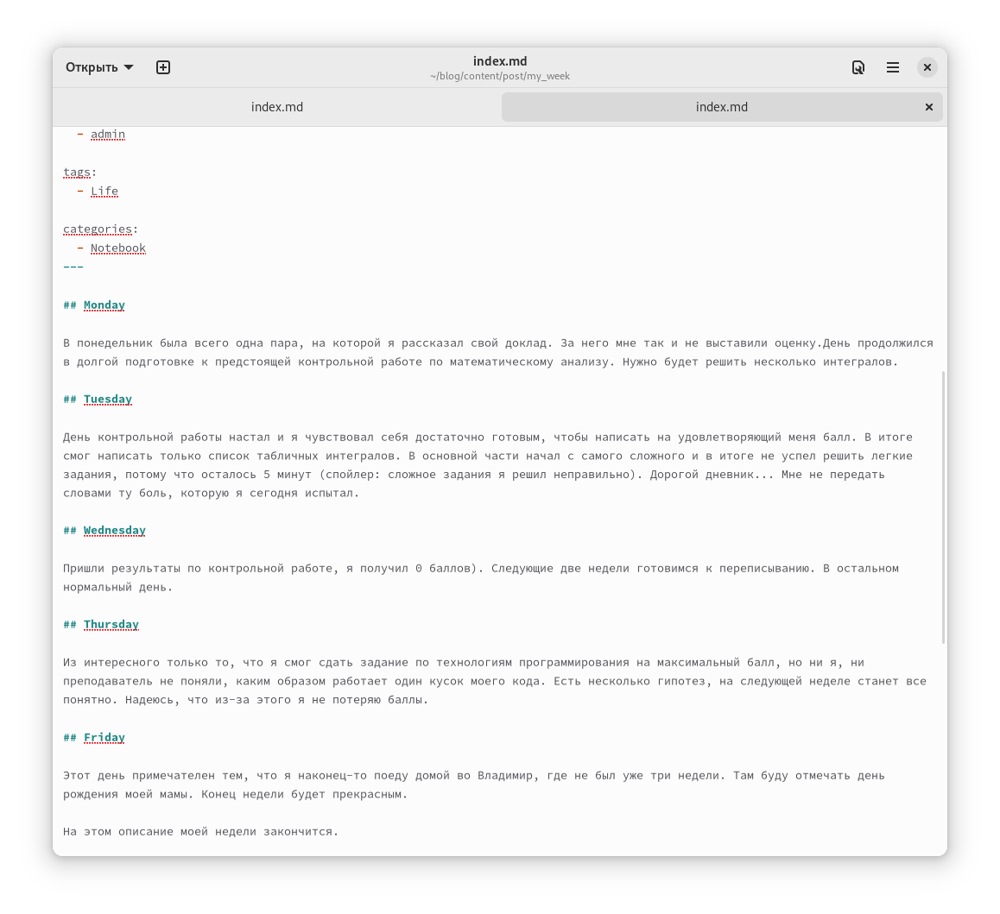 Открыть
index.md
~/blog/content/post/my_week
index.md
index.md
- admin
tags:
- Life
categories:
- Notebook
---
## Monday
В понедельник была всего одна пара, на которой я рассказал свой доклад. За него мне так и не выставили оценку.День продолжился
в долгой подготовке к предстоящей контрольной работе по математическому анализу. Нужно будет решить несколько интегралов.
## Tuesday
День контрольной работы настал и я чувствовал себя достаточно готовым, чтобы написать на удовлетворяющий меня балл. В итоге
смог написать только список табличных интегралов. В основной части начал с самого сложного и в итоге не успел решить легкие
задания, потому что осталось 5 минут (спойлер: сложное задания я решил неправильно). Дорогой дневник... Мне не передать
словами ту боль, которую я сегодня испытал.
## Wednesday
Пришли результаты по контрольной работе, я получил 0 баллов). Следующие две недели готовимся к переписыванию. В остальном
нормальный день.
## Thursday
Из интересного только то, что я смог сдать задание по технологиям программирования на максимальный балл, но ни я, ни
преподаватель не поняли, каким образом работает один кусок моего кода. Есть несколько гипотез, на следующей неделе станет все
понятно. Надеюсь, что из-за этого я не потеряю баллы.
## Friday
Этот день примечателен тем, что я наконец-то поеду домой во Владимир, где не был уже три недели. Там буду отмечать день
рождения моей мамы. Конец недели будет прекрасным.
На этом описание моей недели закончится.